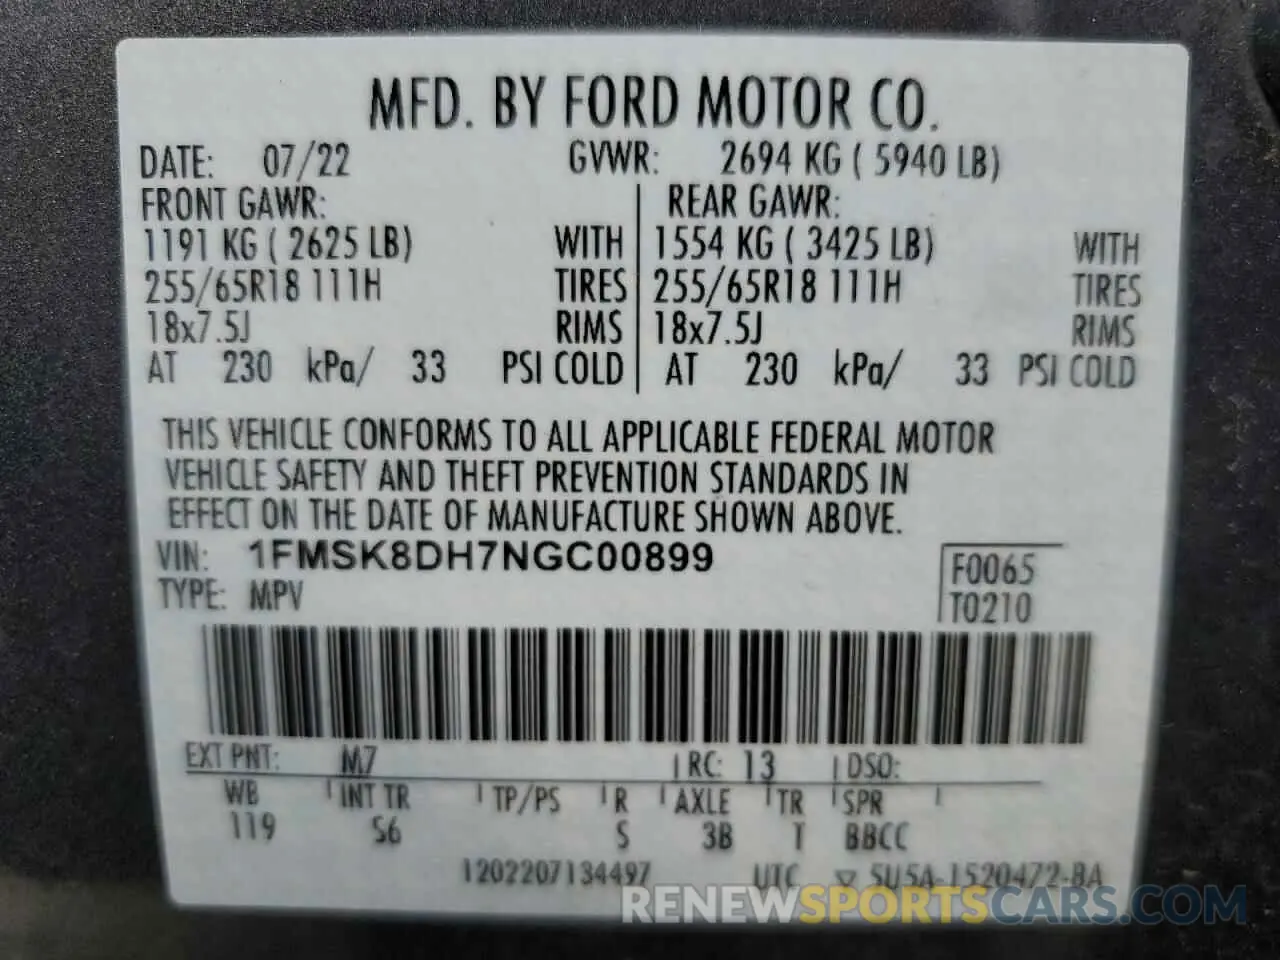 MFD. BY FORD MOTOR CO.
DATE: 07/22 GVWR: 2694 KG ( 5940 LB)
FRONT GAWR: REAR GAWR:
1191 KG ( 2625 LB) WITH 1554 KG ( 3425 LB) WITH
255/65R18 111H TIRES 255/65R18 111H TIRES
18x7.5J RIMS 18x7.5J RIMS
AT 230 kPa/ 33 PSI COLD AT 230 kPa/ 33 PSI COLD
THIS VEHICLE CONFORMS TO ALL APPLICABLE FEDERAL MOTOR
VEHICLE SAFETY AND THEFT PREVENTION STANDARDS IN
EFFECT ON THE DATE OF MANUFACTURE SHOWN ABOVE.
VIN: 1FMSK8DH7NGC00899 F0065
TYPE: MPV T0210
EXT PNT: M7 RC: 13 DSO:
WB INT TR TP/PS R AXLE TR SPR
119 S6 S 3B T BBCC
1202207134497 UTC ▽ 5U5A-1520472-BA
RENEWSPORTSCARS.COM